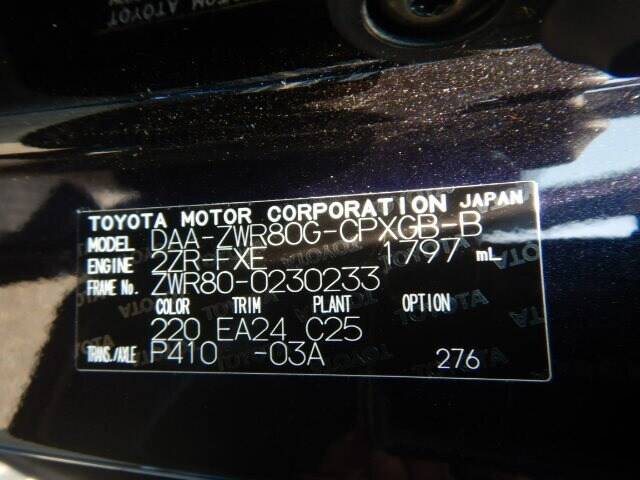 TOYOTA MOTOR CORPORATION JAPAN
MODEL DAA-ZWR80G-CPXGB-B
ENGINE 2ZR-FXE 1797 mL
FRAME No. ZWR80-0230233
COLOR TRIM PLANT OPTION
220 EA24 C25
TRANS./AXLE P410 -03A 276